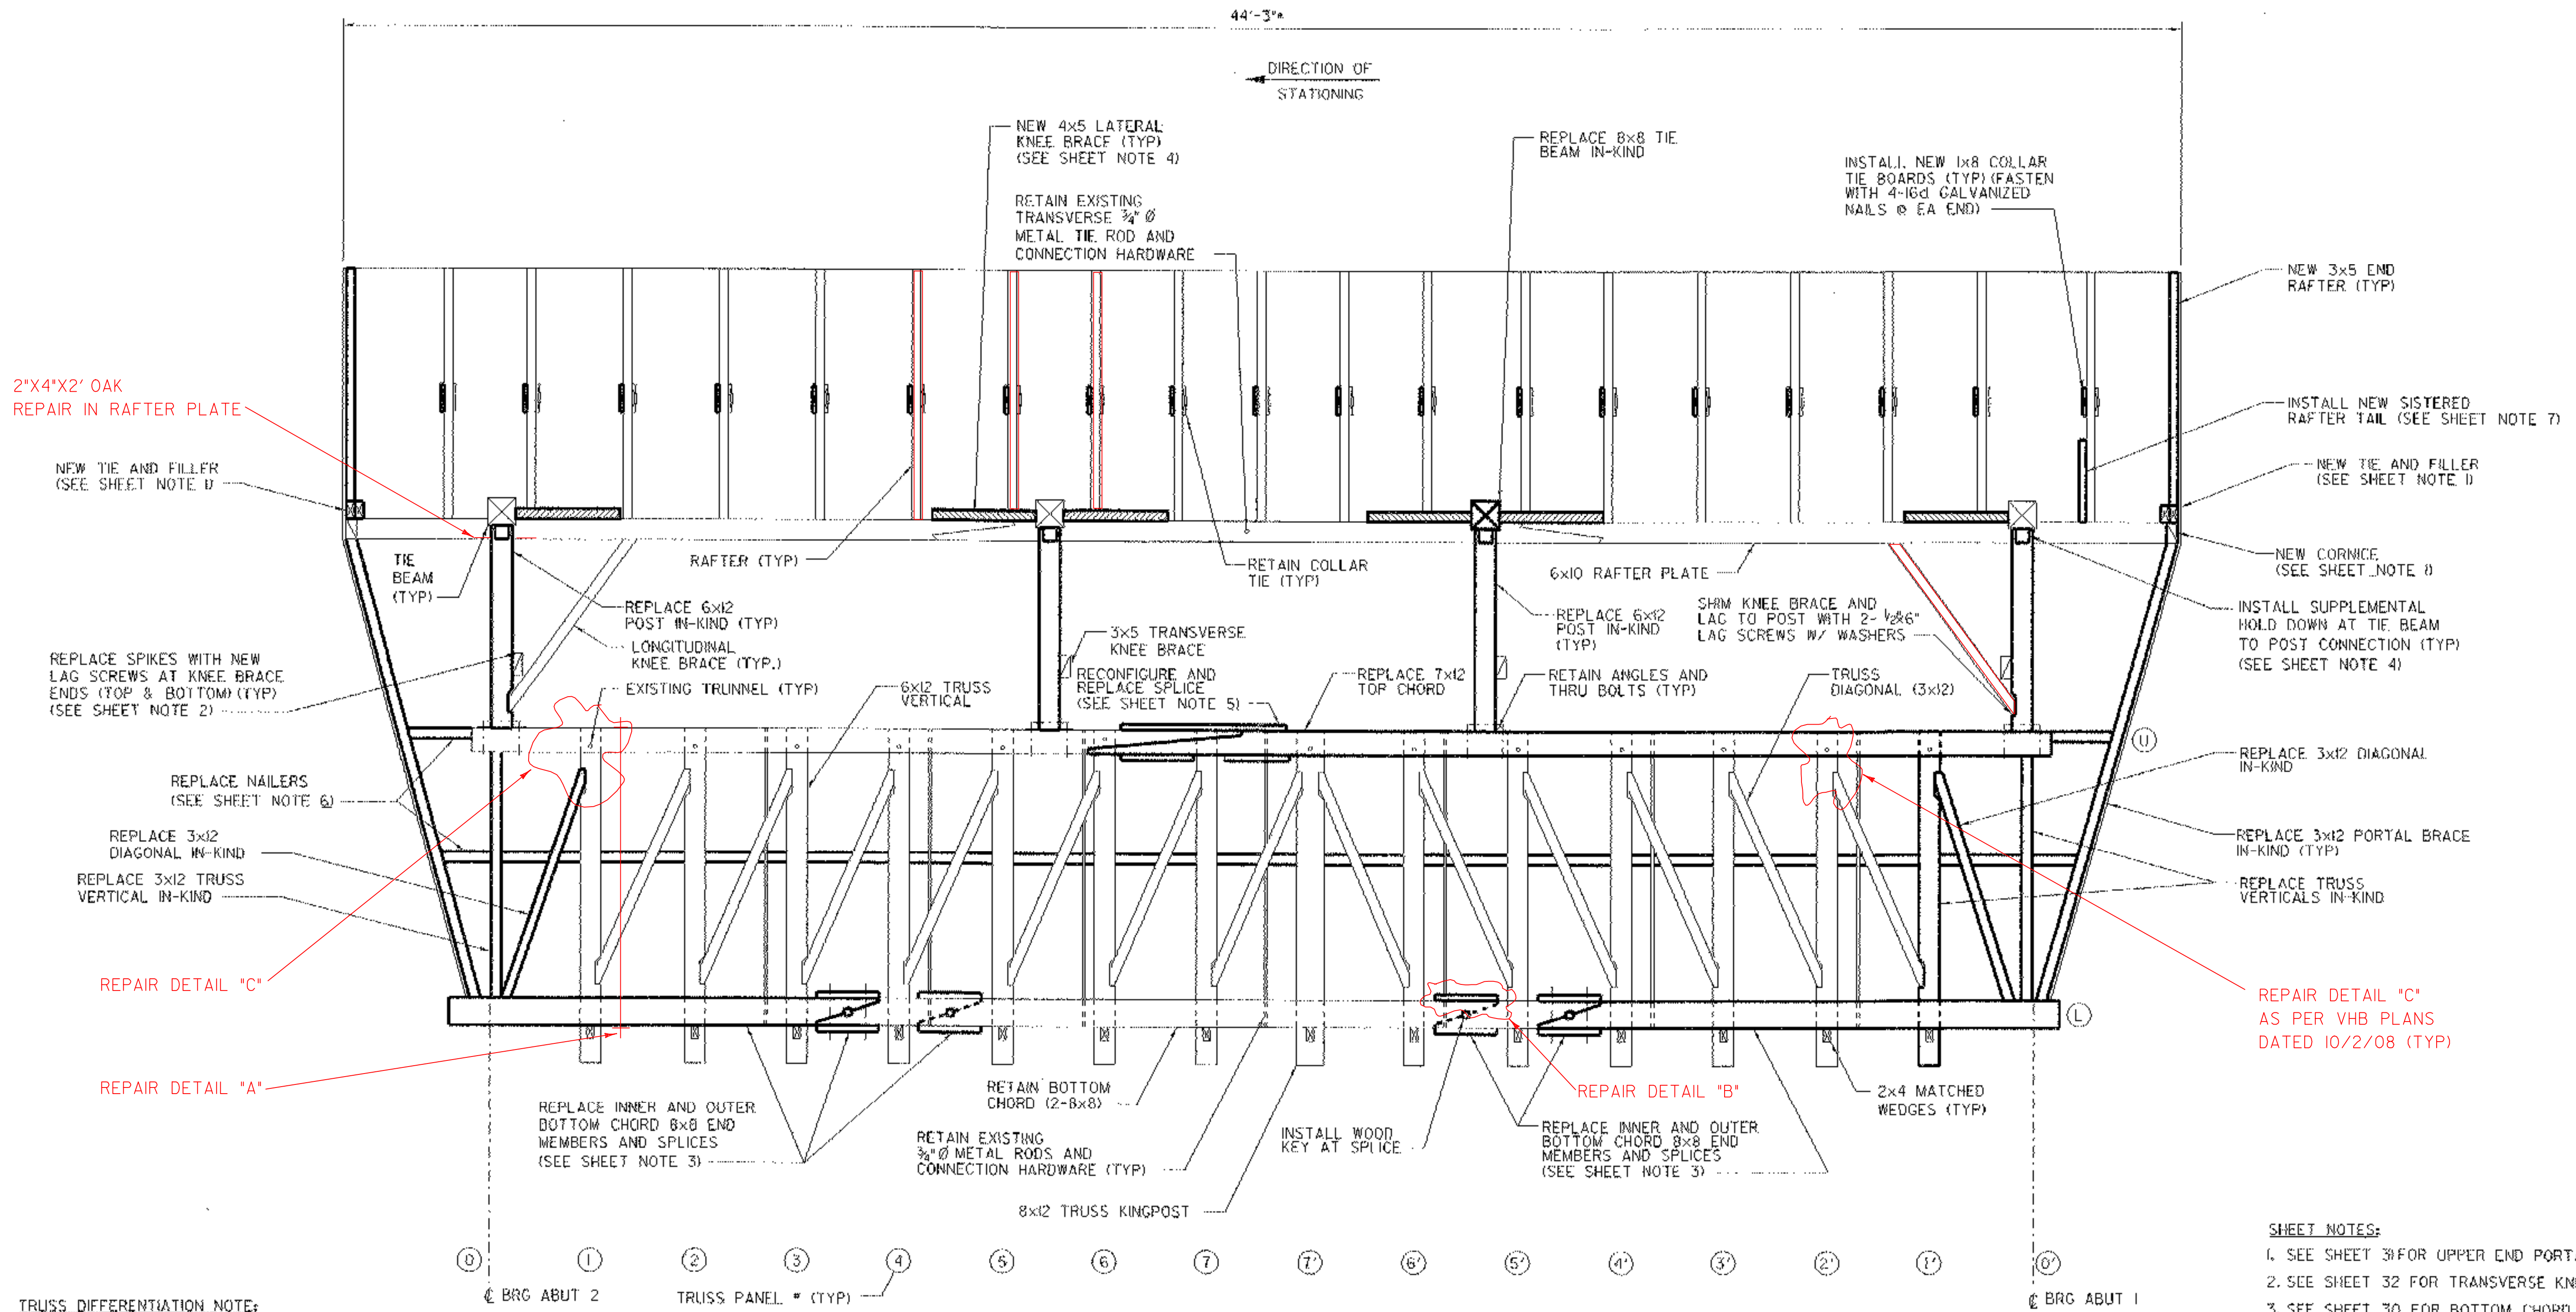 44'-3"±
DIRECTION OF
STATIONING
NEW 4x5 LATERAL
KNEE BRACE (TYP)
(SEE SHEET NOTE 4)
REPLACE 8x8 TIE
BEAM IN-KIND
INSTALL NEW 1x8 COLLAR
TIE BOARDS (TYP) (FASTEN
WITH 4-16d GALVANIZED
NAILS @ EA END)
RETAIN EXISTING
TRANSVERSE ¾" Ø
METAL TIE ROD AND
CONNECTION HARDWARE
NEW 3x5 END
RAFTER (TYP)
2"X4"X2' OAK
REPAIR IN RAFTER PLATE
INSTALL NEW SISTERED
RAFTER TAIL (SEE SHEET NOTE 7)
NEW TIE AND FILLER
(SEE SHEET NOTE 1)
NEW TIE AND FILLER
(SEE SHEET NOTE 1)
TIE
BEAM
(TYP)
RAFTER (TYP)
RETAIN COLLAR
TIE (TYP)
6x10 RAFTER PLATE
NEW CORNICE
(SEE SHEET NOTE 1)
REPLACE 6x12
POST IN-KIND (TYP)
LONGITUDINAL
KNEE BRACE (TYP.)
3x5 TRANSVERSE
KNEE BRACE
REPLACE 6x12
POST IN-KIND
(TYP)
SHIM KNEE BRACE AND
LAG TO POST WITH 2- ½"x6"
LAG SCREWS W/ WASHERS
INSTALL SUPPLEMENTAL
HOLD DOWN AT TIE BEAM
TO POST CONNECTION (TYP)
(SEE SHEET NOTE 4)
REPLACE SPIKES WITH NEW
LAG SCREWS AT KNEE BRACE
ENDS (TOP & BOTTOM) (TYP)
(SEE SHEET NOTE 2)
EXISTING TRUNNEL (TYP)
6x12 TRUSS
VERTICAL
RECONFIGURE AND
REPLACE SPLICE
(SEE SHEET NOTE 5)
REPLACE 7x12
TOP CHORD
RETAIN ANGLES AND
THRU BOLTS (TYP)
TRUSS
DIAGONAL (3x12)
U
REPLACE NAILERS
(SEE SHEET NOTE 6)
REPLACE 3x12 DIAGONAL
IN-KIND
REPLACE 3x12
DIAGONAL IN-KIND
REPLACE 3x12 PORTAL BRACE
IN-KIND (TYP)
REPLACE 3x12 TRUSS
VERTICAL IN-KIND
REPLACE TRUSS
VERTICALS IN-KIND
REPAIR DETAIL "C"
REPAIR DETAIL "C"
AS PER VHB PLANS
DATED 10/2/08 (TYP)
L
REPAIR DETAIL "A"
REPLACE INNER AND OUTER
BOTTOM CHORD 8x8 END
MEMBERS AND SPLICES
(SEE SHEET NOTE 3)
RETAIN BOTTOM
CHORD (2-8x8)
REPAIR DETAIL "B"
2x4 MATCHED
WEDGES (TYP)
RETAIN EXISTING
¾" Ø METAL RODS AND
CONNECTION HARDWARE (TYP)
INSTALL WOOD
KEY AT SPLICE
REPLACE INNER AND OUTER
BOTTOM CHORD 8x8 END
MEMBERS AND SPLICES
(SEE SHEET NOTE 3)
8x12 TRUSS KINGPOST
0 1 2 3 4 5 6 7 7' 6' 5' 4' 3' 2' 1' 0'
℄ BRG ABUT 2
TRUSS PANEL # (TYP)
℄ BRG ABUT 1
TRUSS DIFFERENTIATION NOTE:
SHEET NOTES:
1. SEE SHEET 31 FOR UPPER END PORT
2. SEE SHEET 32 FOR TRANSVERSE KN
3. SEE SHEET 30 FOR BOTTOM CHORD